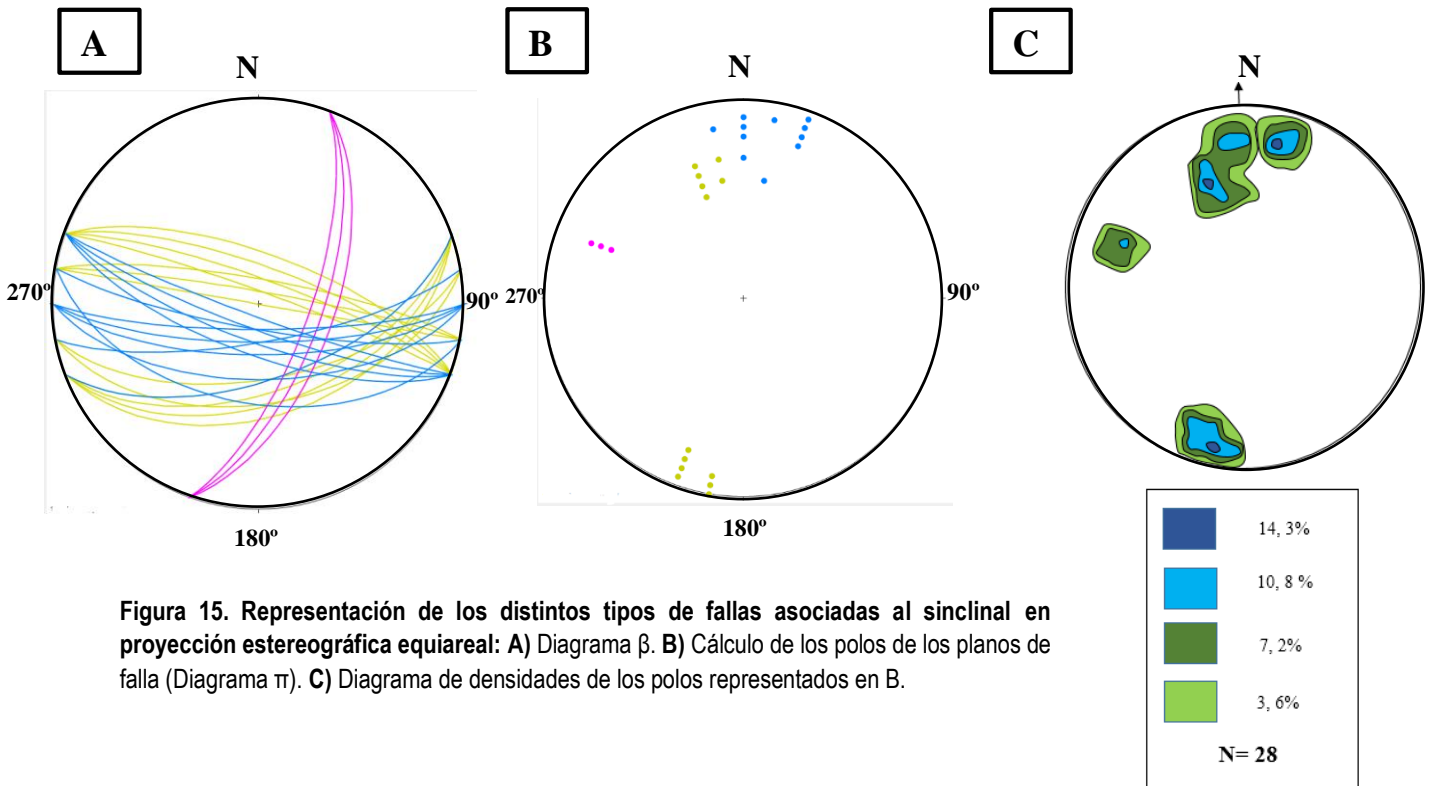 A
B
C
N
N
N
270º
90º
270º
90º
180º
180º
14, 3%
10, 8 %
7, 2%
3, 6%
N= 28
Figura 15. Representación de los distintos tipos de fallas asociadas al sinclinal en
proyección estereográfica equiareal: A) Diagrama β. B) Cálculo de los polos de los planos de
falla (Diagrama π). C) Diagrama de densidades de los polos representados en B.